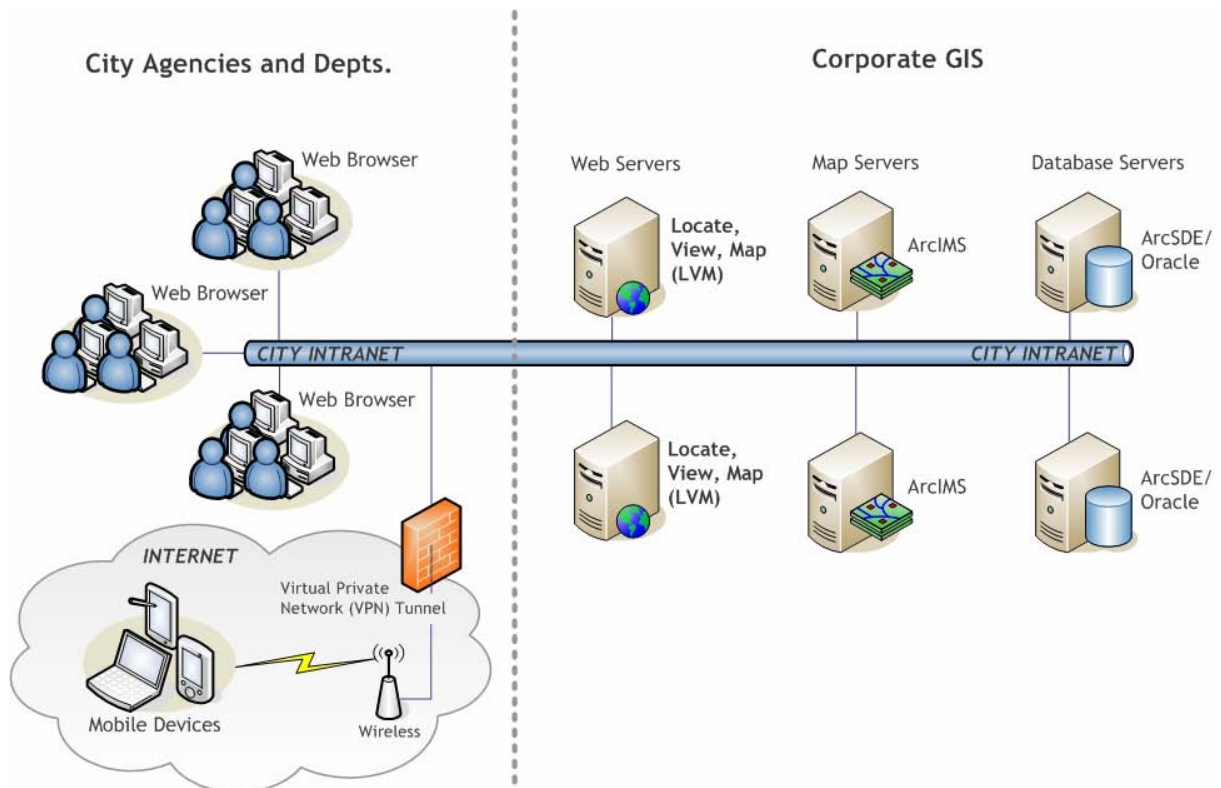 City Agencies and Depts.
Corporate GIS
Web Browser
Web Browser
Web Browser
Web Servers
Map Servers
Database Servers
Locate,
View, Map
(LVM)
ArcIMS
ArcSDE/
Oracle
CITY INTRANET
CITY INTRANET
Locate,
View, Map
(LVM)
ArcIMS
ArcSDE/
Oracle
INTERNET
Virtual Private
Network (VPN) Tunnel
Mobile Devices
Wireless